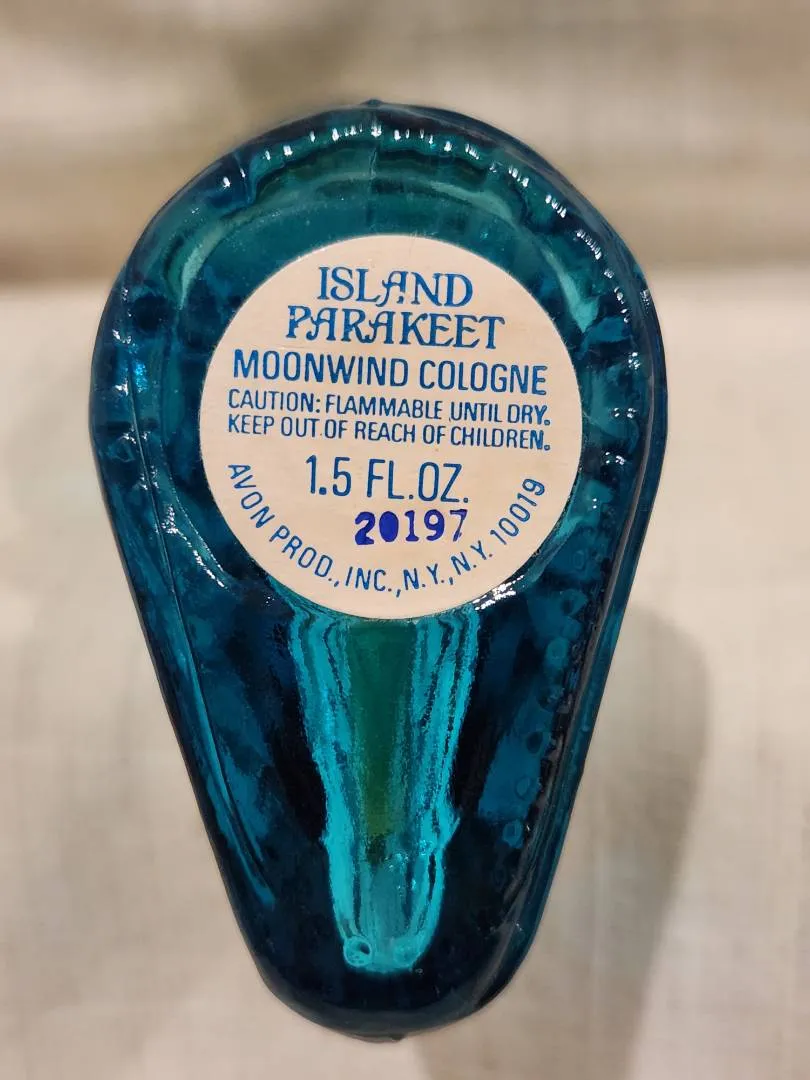 ISLAND
PARAKEET
MOONWIND COLOGNE
CAUTION: FLAMMABLE UNTIL DRY.
KEEP OUT OF REACH OF CHILDREN.
1.5 FL.OZ.
20197
AVON PROD., INC., N.Y., N.Y. 10019